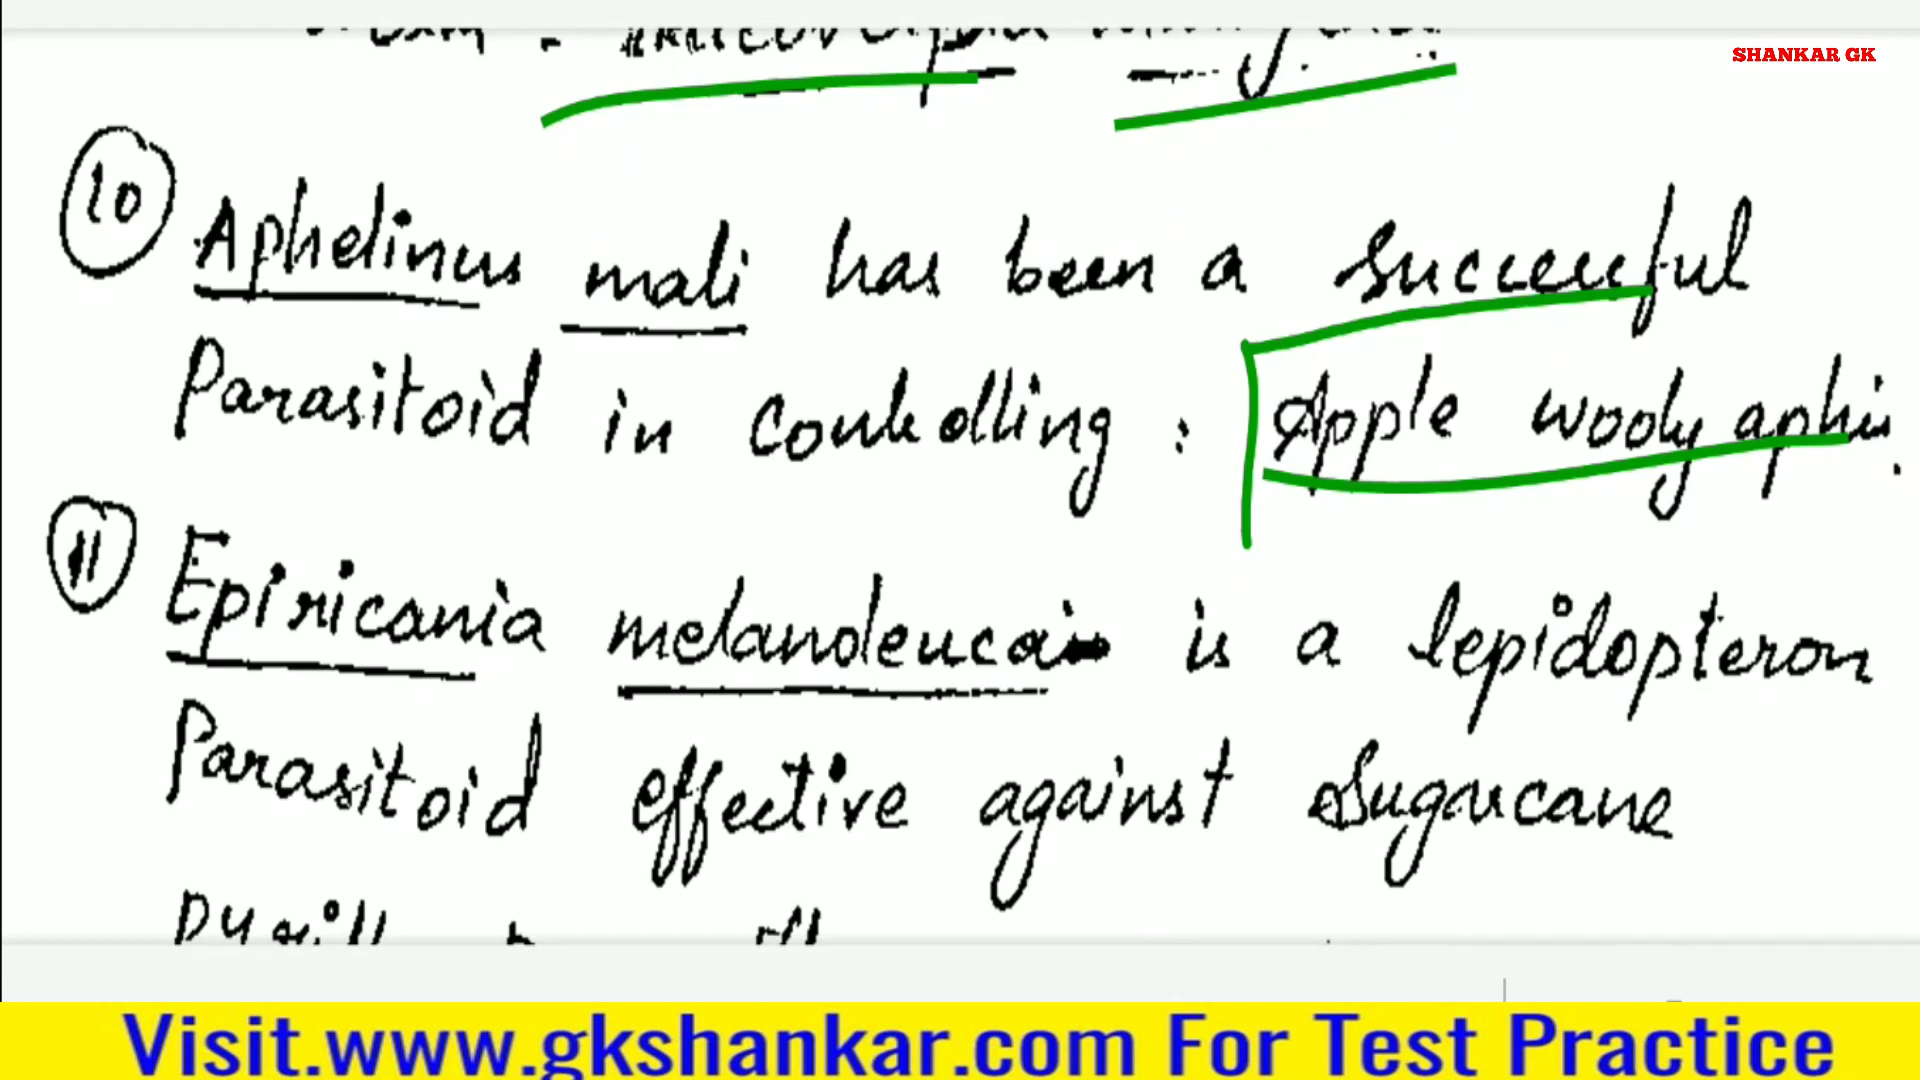 SHANKAR GK
10 Aphelinus mali has been a successful
Parasitoid in controlling : Apple wooly aphis.
11 Epiricania melanoleuca is a lepidopteron
Parasitoid effective against Sugarcane
Visit.www.gkshankar.com For Test Practice